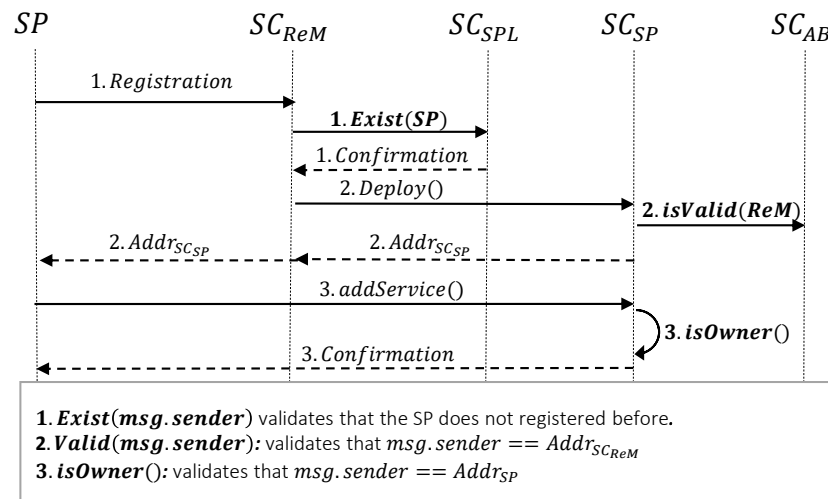 SP SC_ReM SC_SPL SC_SP SC_AB
1. Registration
1. Exist(SP)
1. Confirmation
2. Deploy()
2. isValid(ReM)
2. Addr_SC_SP 2. Addr_SC_SP
3. addService()
3. isOwner()
3. Confirmation
1. Exist(msg.sender) validates that the SP does not registered before.
2. Valid(msg.sender): validates that msg.sender == Addr_SC_ReM
3. isOwner(): validates that msg.sender == Addr_SP